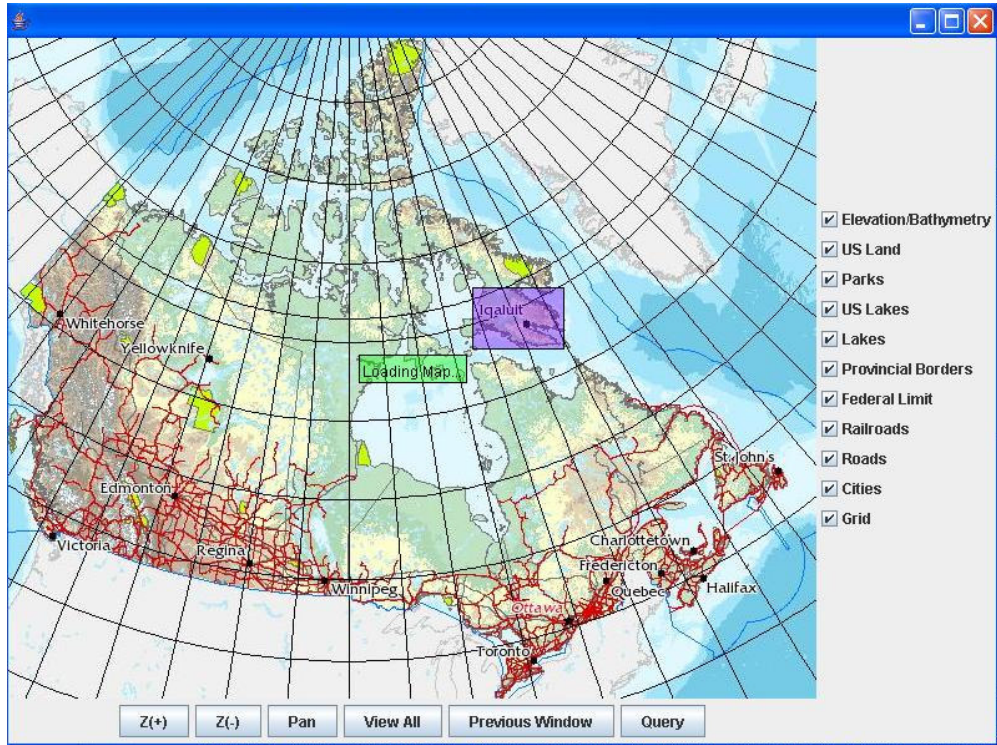 Iqaluit
Whitehorse
Yellowknife
Loading Map...
St. John's
Edmonton
Victoria
Regina
Winnipeg
Charlottetown
Fredericton
Quebec
Halifax
Ottawa
Toronto
Elevation/Bathymetry
US Land
Parks
US Lakes
Lakes
Provincial Borders
Federal Limit
Railroads
Roads
Cities
Grid
Z(+)
Z(-)
Pan
View All
Previous Window
Query